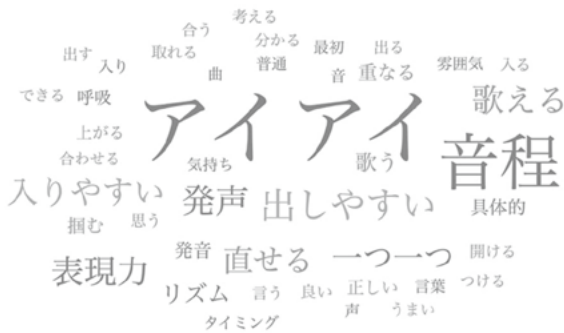 考える
合う
分かる
最初
出る
出す
入り
取れる
普通
雰囲気
入る
曲
音
重なる
できる
呼吸
アイアイ
歌える
上がる
合わせる
気持ち
歌う
音程
入りやすい
発声
出しやすい
具体的
掴む
思う
発音
直せる
一つ一つ
開ける
表現力
リズム
言う
良い
正しい
言葉
つける
声
うまい
タイミング